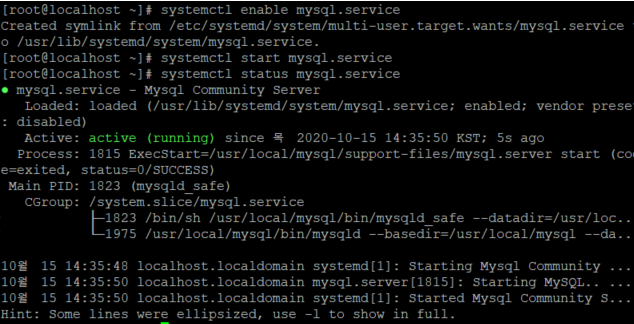 [root@localhost ~]# systemctl enable mysql.service
Created symlink from /etc/systemd/system/multi-user.target.wants/mysql.service
o /usr/lib/systemd/system/mysql.service.
[root@localhost ~]# systemctl start mysql.service
[root@localhost ~]# systemctl status mysql.service
● mysql.service - Mysql Community Server
Loaded: loaded (/usr/lib/systemd/system/mysql.service; enabled; vendor prese
: disabled)
Active: active (running) since 목 2020-10-15 14:35:50 KST; 5s ago
Process: 1815 ExecStart=/usr/local/mysql/support-files/mysql.server start (co
e=exited, status=0/SUCCESS)
Main PID: 1823 (mysqld_safe)
CGroup: /system.slice/mysql.service
├─1823 /bin/sh /usr/local/mysql/bin/mysqld_safe --datadir=/usr/loc...
└─1975 /usr/local/mysql/bin/mysqld --basedir=/usr/local/mysql --da...
10월 15 14:35:48 localhost.localdomain systemd[1]: Starting Mysql Community ...
10월 15 14:35:50 localhost.localdomain mysql.server[1815]: Starting MySQL.. ...
10월 15 14:35:50 localhost.localdomain systemd[1]: Started Mysql Community S...
Hint: Some lines were ellipsized, use -l to show in full.